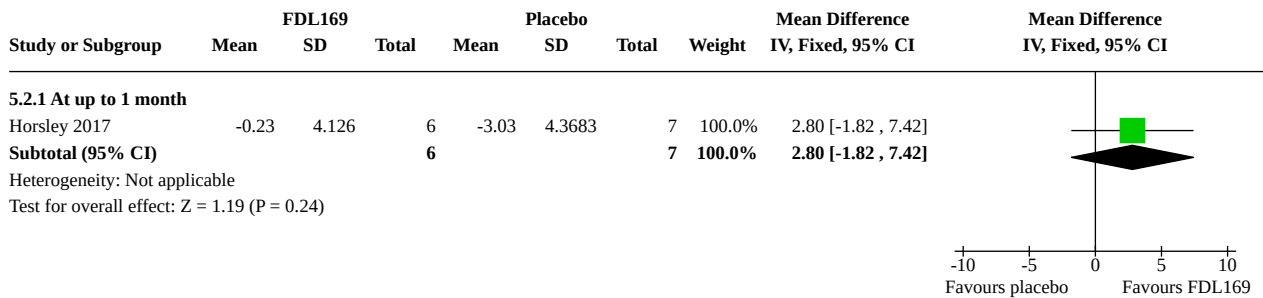 FDL169 Placebo Mean Difference Mean Difference
Study or Subgroup Mean SD Total Mean SD Total Weight IV, Fixed, 95% CI IV, Fixed, 95% CI
5.2.1 At up to 1 month
Horsley 2017 -0.23 4.126 6 -3.03 4.3683 7 100.0% 2.80 [-1.82 , 7.42]
Subtotal (95% CI) 6 7 100.0% 2.80 [-1.82 , 7.42]
Heterogeneity: Not applicable
Test for overall effect: Z = 1.19 (P = 0.24)
-10 -5 0 5 10
Favours placebo Favours FDL169